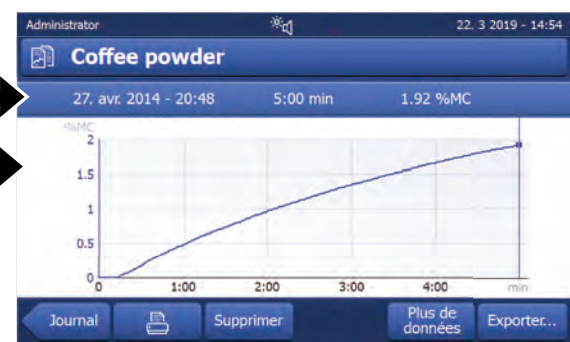 Administrator 22. 3 2019 - 14:54
Coffee powder
27. avr. 2014 - 20:48 5:00 min 1.92 %MC
%MC
2
1.5
1
0.5
0
0 1:00 2:00 3:00 4:00 min
Journal Supprimer Plus de données Exporter...